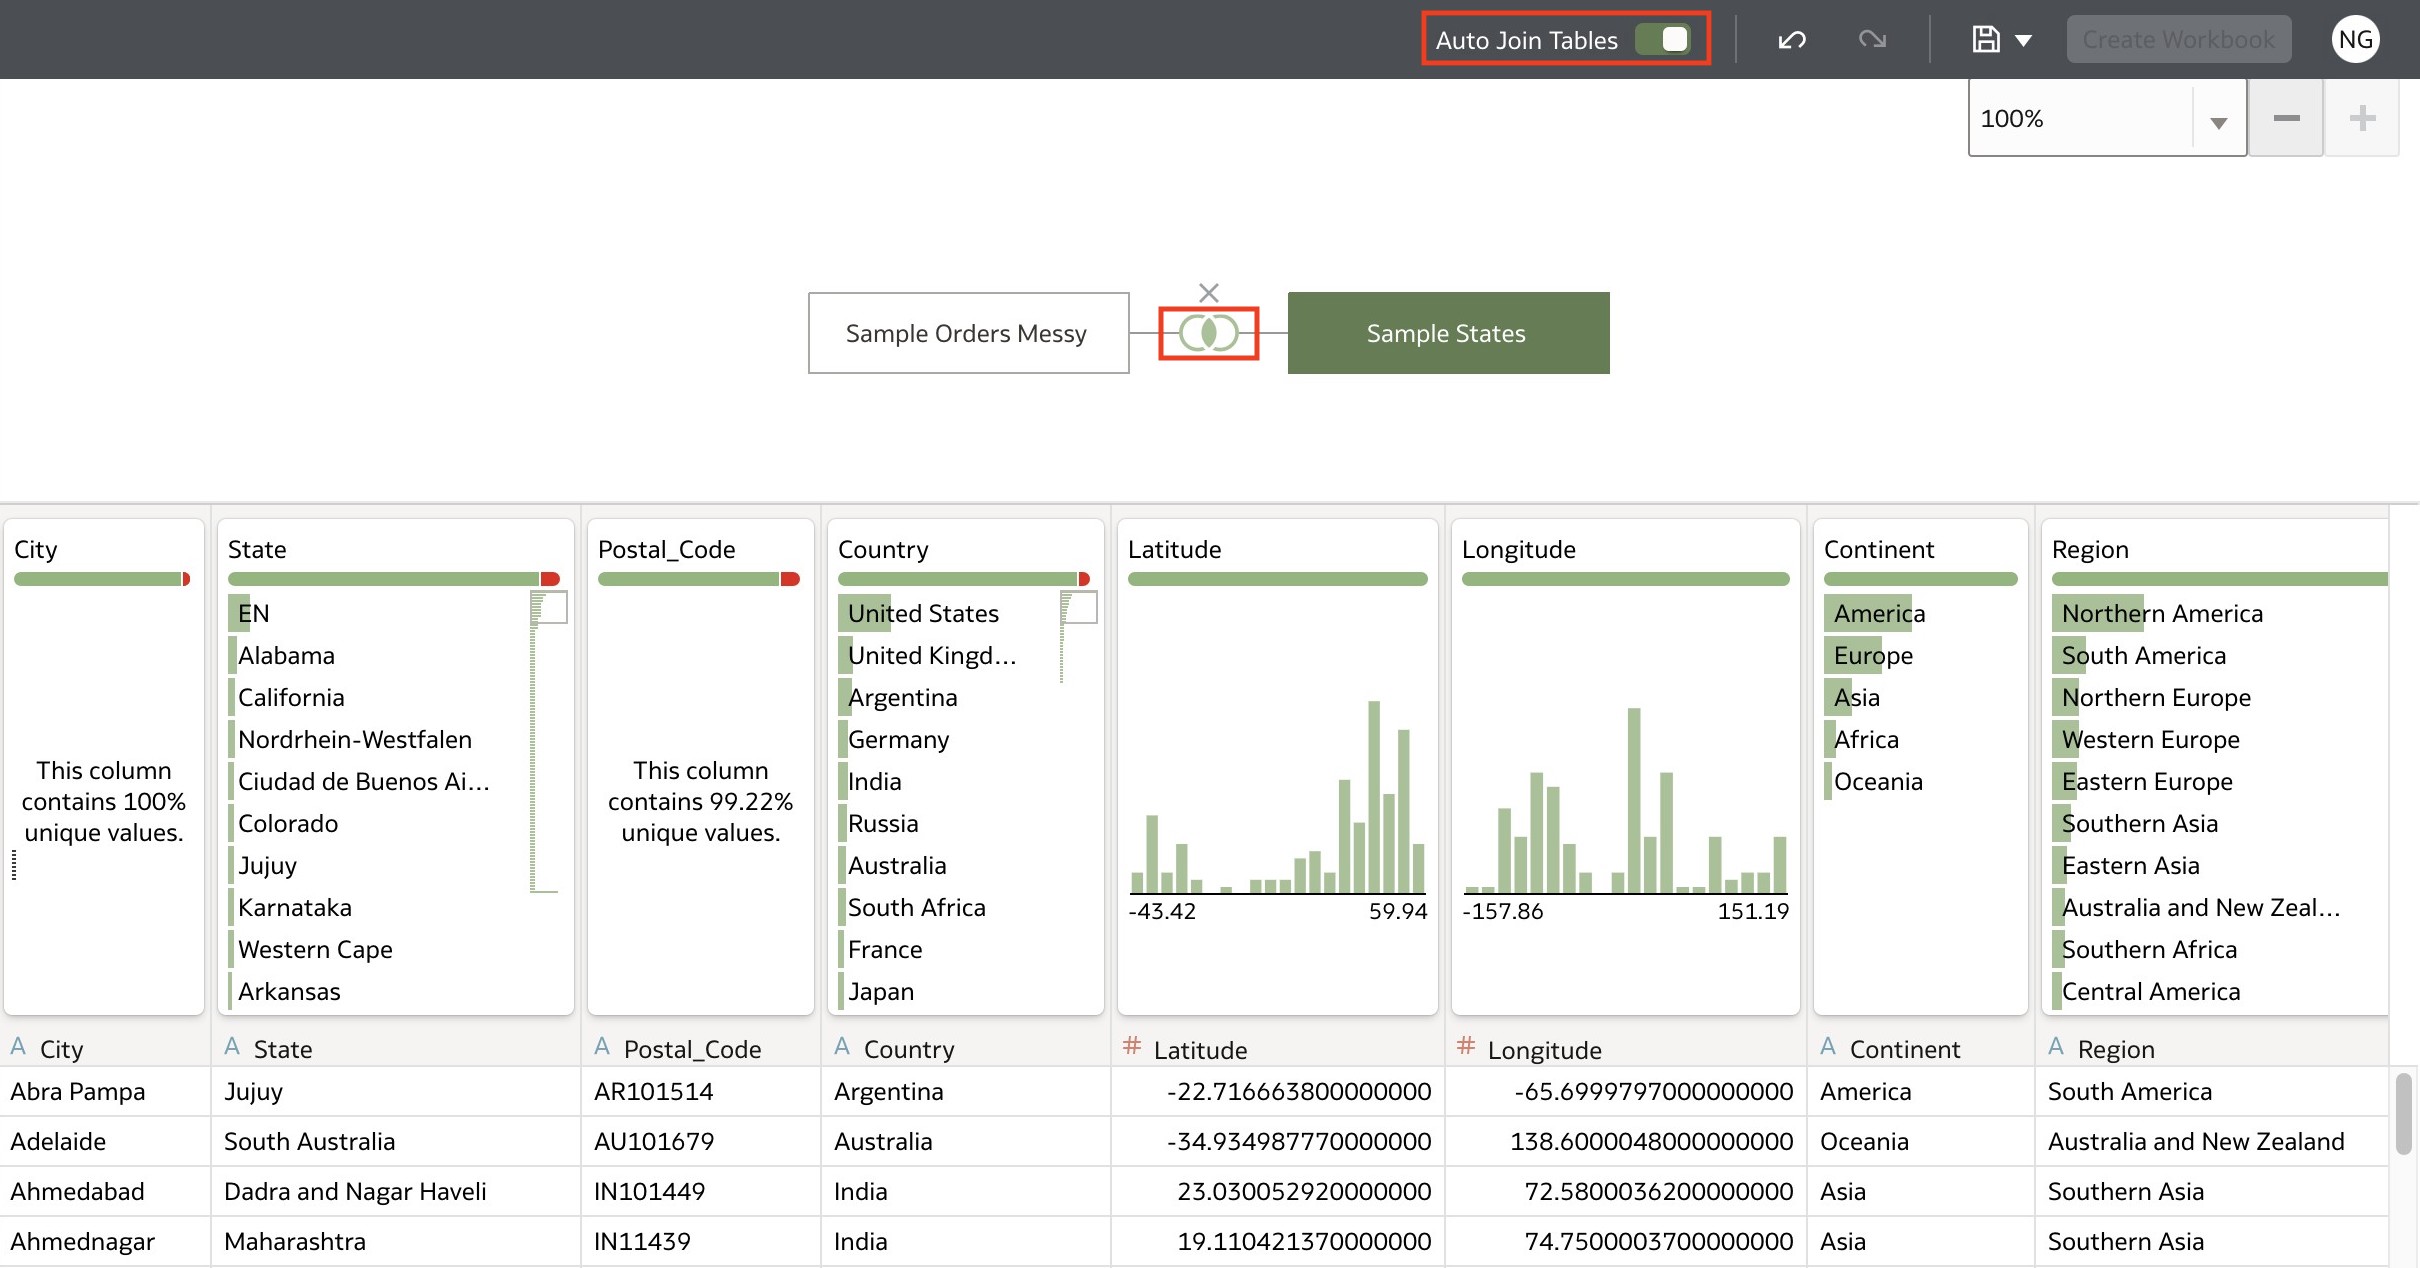 Auto Join Tables
Create Workbook
NG
100%
Sample Orders Messy
Sample States
City
State
Postal_Code
Country
Latitude
Longitude
Continent
Region
This column
contains 100%
unique values.
EN
Alabama
California
Nordrhein-Westfalen
Ciudad de Buenos Ai...
Colorado
Jujuy
Karnataka
Western Cape
Arkansas
This column
contains 99.22%
unique values.
United States
United Kingd...
Argentina
Germany
India
Russia
Australia
South Africa
France
Japan
-43.42 59.94
-157.86 151.19
America
Europe
Asia
Africa
Oceania
Northern America
South America
Northern Europe
Western Europe
Eastern Europe
Southern Asia
Eastern Asia
Australia and New Zeal...
Southern Africa
Central America
A City A State A Postal_Code A Country # Latitude # Longitude A Continent A Region
Abra Pampa Jujuy AR101514 Argentina -22.716663800000000 -65.6999797000000000 America South America
Adelaide South Australia AU101679 Australia -34.934987770000000 138.6000048000000000 Oceania Australia and New Zealand
Ahmedabad Dadra and Nagar Haveli IN101449 India 23.030052920000000 72.5800036200000000 Asia Southern Asia
Ahmednagar Maharashtra IN11439 India 19.110421370000000 74.7500003700000000 Asia Southern Asia